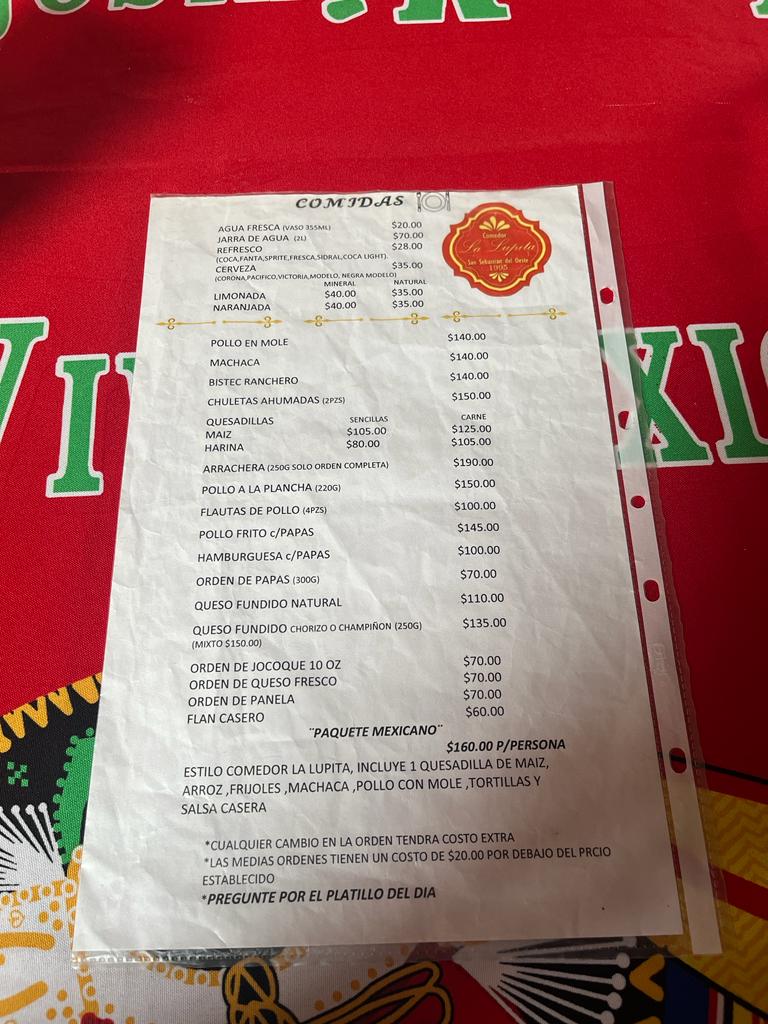 COMIDAS
Comedor
La Lupita
San Sebastian del Oeste
1995
AGUA FRESCA (VASO 355ML) $20.00
JARRA DE AGUA (2L) $70.00
REFRESCO $28.00
(COCA,FANTA,SPRITE,FRESCA,SIDRAL,COCA LIGHT).
CERVEZA $35.00
(CORONA,PACIFICO,VICTORIA,MODELO, NEGRA MODELO)
MINERAL NATURAL
LIMONADA $40.00 $35.00
NARANJADA $40.00 $35.00
POLLO EN MOLE $140.00
MACHACA $140.00
BISTEC RANCHERO $140.00
CHULETAS AHUMADAS (2PZS) $150.00
QUESADILLAS SENCILLAS CARNE
MAIZ $105.00 $125.00
HARINA $80.00 $105.00
ARRACHERA (250G SOLO ORDEN COMPLETA) $190.00
POLLO A LA PLANCHA (220G) $150.00
FLAUTAS DE POLLO (4PZS) $100.00
POLLO FRITO c/PAPAS $145.00
HAMBURGUESA c/PAPAS $100.00
ORDEN DE PAPAS (300G) $70.00
QUESO FUNDIDO NATURAL $110.00
QUESO FUNDIDO CHORIZO O CHAMPIÑON (250G) $135.00
(MIXTO $150.00)
ORDEN DE JOCOQUE 10 OZ $70.00
ORDEN DE QUESO FRESCO $70.00
ORDEN DE PANELA $70.00
FLAN CASERO $60.00
¨PAQUETE MEXICANO¨
$160.00 P/PERSONA
ESTILO COMEDOR LA LUPITA, INCLUYE 1 QUESADILLA DE MAIZ,
ARROZ ,FRIJOLES ,MACHACA ,POLLO CON MOLE ,TORTILLAS Y
SALSA CASERA
*CUALQUIER CAMBIO EN LA ORDEN TENDRA COSTO EXTRA
*LAS MEDIAS ORDENES TIENEN UN COSTO DE $20.00 POR DEBAJO DEL PRCIO
ESTABLECIDO
*PREGUNTE POR EL PLATILLO DEL DIA